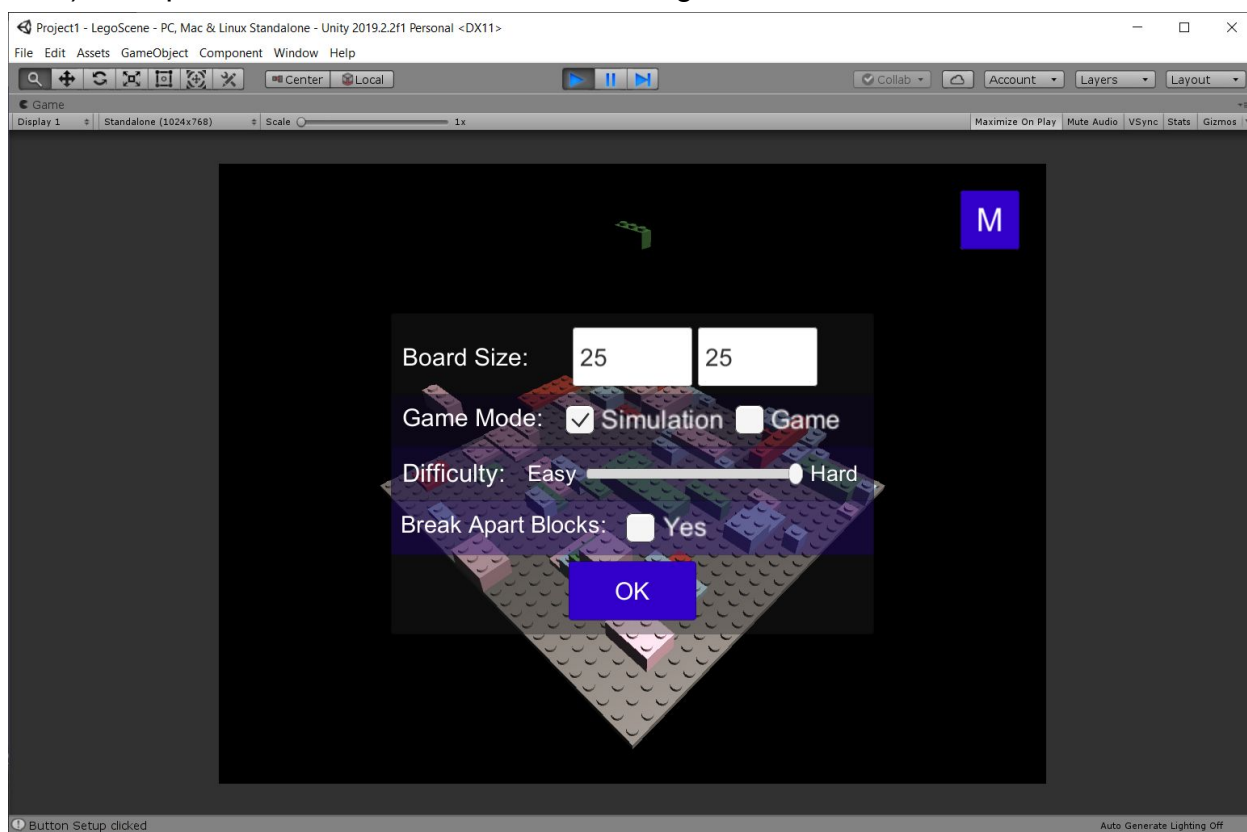 Project1 - LegoScene - PC, Mac & Linux Standalone - Unity 2019.2.2f1 Personal <DX11>
File Edit Assets GameObject Component Window Help
Center Local Collab Account Layers Layout
Game
Display 1 Standalone (1024x768) Scale 1x Maximize On Play Mute Audio VSync Stats Gizmos
M
Board Size: 25 25
Game Mode: Simulation Game
Difficulty: Easy Hard
Break Apart Blocks: Yes
OK
Button Setup clicked Auto Generate Lighting Off